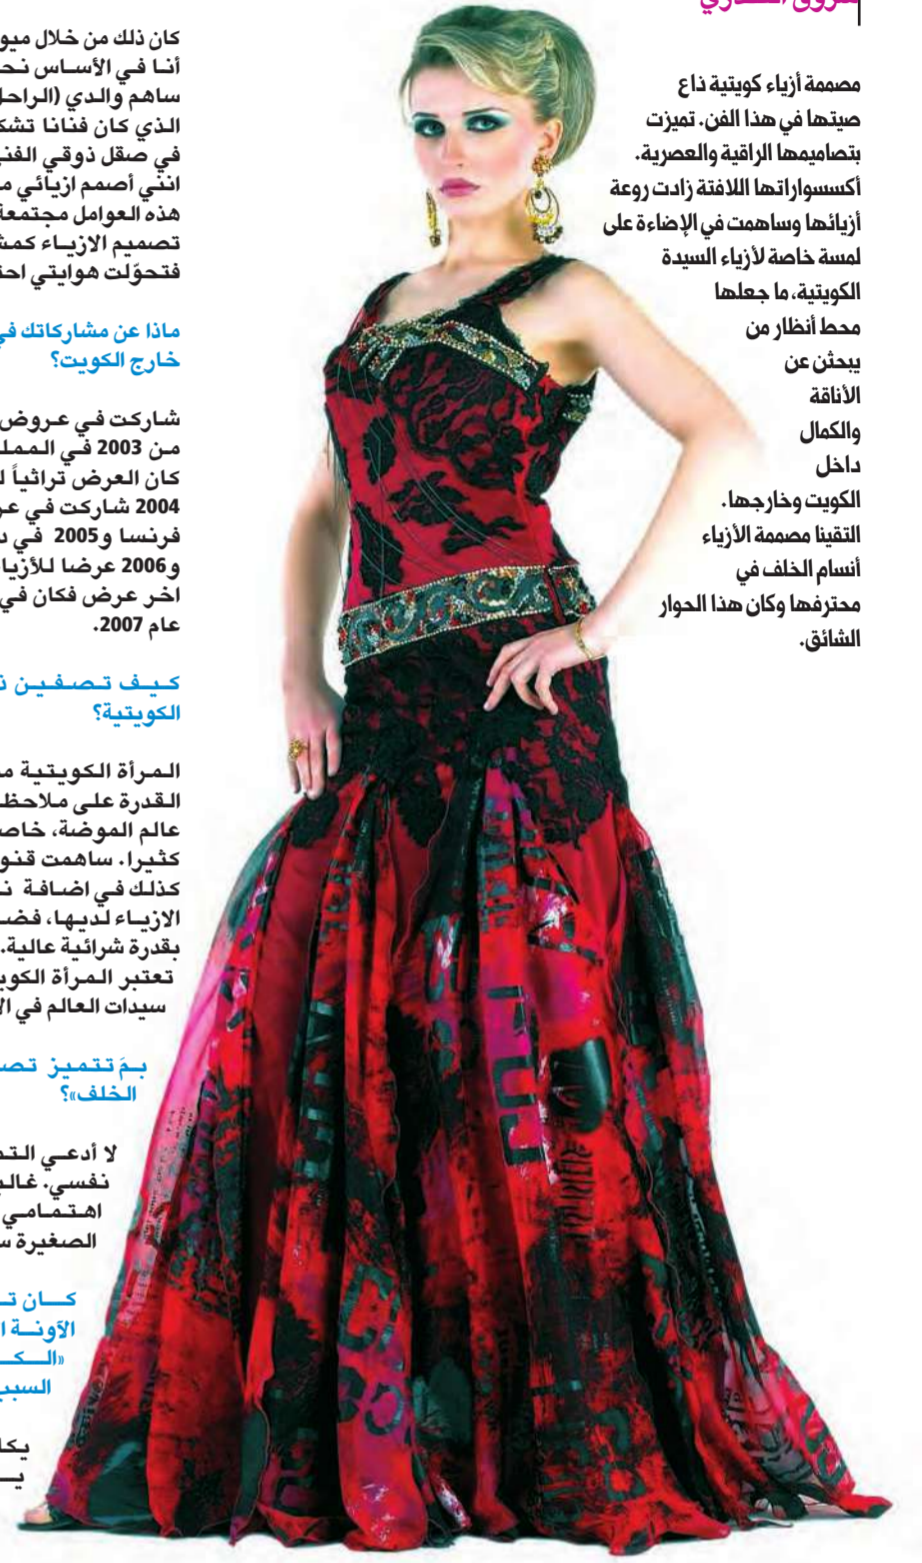 مصممة أزياء كويتية ذاع
صيتها في هذا الفن. تميزت
بتصاميمها الراقية والعصرية.
أكسسواراتها اللافتة زادت روعة
أزيائها وساهمت في الإضاءة على
لمسة خاصة لأزياء السيدة
الكويتية، ما جعلها
محط أنظار من
يبحثن عن
الأناقة
والكمال
داخل
الكويت وخارجها.
التقينا مصممة الأزياء
أنسام الخلف في
محترفها وكان هذا الحوار
الشائق.
كان ذلك من خلال
أنا في الأساس
ساهم والدي
الذي كان فنانا
في صقل ذوقي
انني أصمم ازيائي
هذه العوامل مجتمعة
تصميم الازياء
فتحوّلت هوايتي
ماذا عن مشاركاتك
خارج الكويت؟
شاركت في عروض
من 2003 في
كان العرض تراثياً
2004 شاركت في
فرنسا و2005 في
و2006 عرضا
اخر عرض فكان في
عام 2007.
كيف تصفين
الكويتية؟
المرأة الكويتية
القدرة على
عالم الموضة،
كثيرا. ساهمت
كذلك في اضافة
الازياء لديها،
بقدرة شرائية عالية.
تعتبر المرأة
سيدات العالم في
بمَ تتميز
الخلف»؟
لا أدعي
نفسي.
اهتمامي
الصغيرة
كان
الآونة